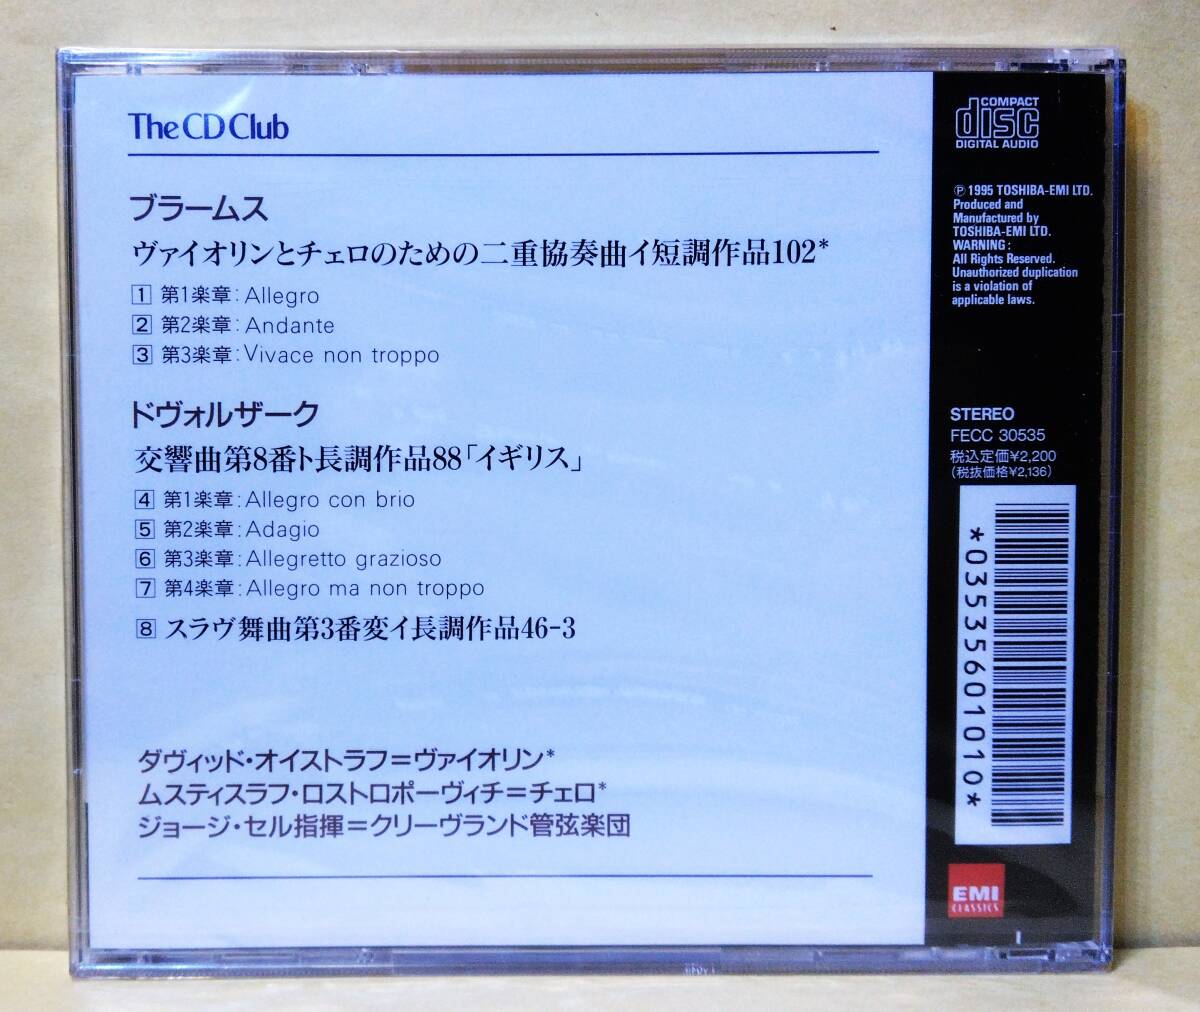 The CD Club
ブラームス
ヴァイオリンとチェロのための二重協奏曲イ短調作品102*
1 第1楽章:Allegro
2 第2楽章:Andante
3 第3楽章:Vivace non troppo
ドヴォルザーク
交響曲第8番ト長調作品88「イギリス」
4 第1楽章:Allegro con brio
5 第2楽章:Adagio
6 第3楽章:Allegretto grazioso
7 第4楽章:Allegro ma non troppo
8 スラヴ舞曲第3番変イ長調作品46-3
ダヴィッド・オイストラフ=ヴァイオリン*
ムスティスラフ・ロストロポーヴィチ=チェロ*
ジョージ・セル指揮=クリーヴランド管弦楽団
COMPACT
disc
DIGITAL AUDIO
Ⓟ 1995 TOSHIBA-EMI LTD.
Produced and
Manufactured by
TOSHIBA-EMI LTD.
WARNING:
All Rights Reserved.
Unauthorized duplication
is a violation of
applicable laws.
STEREO
FECC 30535
税込定価¥2,200
(税抜価格¥2,136)
*03535601010*
EMI
CLASSICS